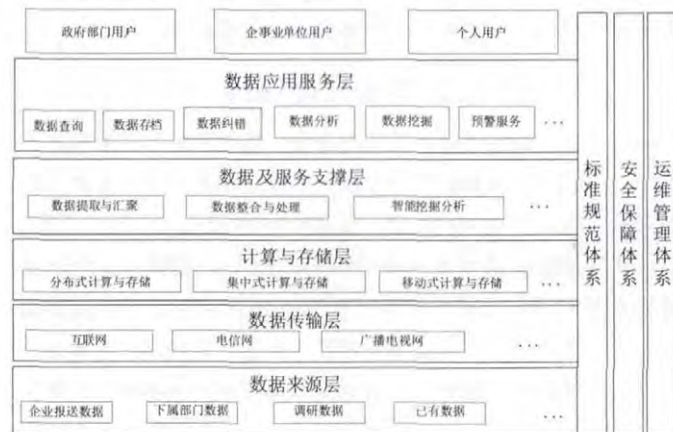 政府部门用户 企事业单位用户 个人用户
数据应用服务层
数据查询 数据存档 数据纠错 数据分析 数据挖掘 预警服务 ...
数据及服务支撑层
数据提取与汇聚 数据整合与处理 智能挖掘分析 ...
计算与存储层
分布式计算与存储 集中式计算与存储 移动式计算与存储 ...
数据传输层
互联网 电信网 广播电视网 ...
数据来源层
企业报送数据 下属部门数据 调研数据 已有数据 ...
标准规范体系
安全保障体系
运维管理体系